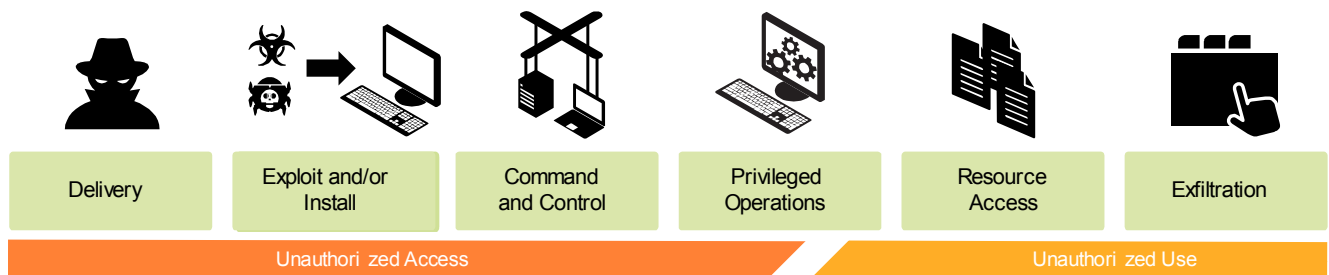 Delivery
Exploit and/or
Install
Command
and Control
Privileged
Operations
Resource
Access
Exfiltration
Unauthori zed Access
Unauthori zed Use